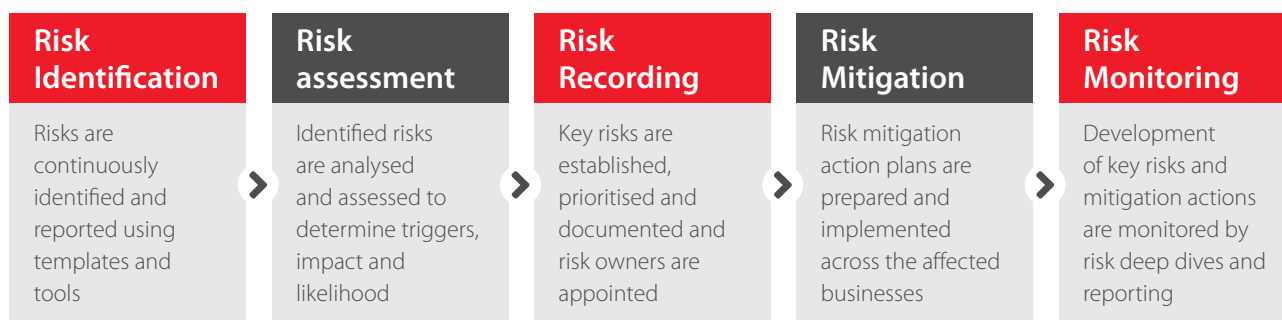 Risk
Identification
Risks are
continuously
identified and
reported using
templates and
tools
Risk
assessment
Identified risks
are analysed
and assessed to
determine triggers,
impact and
likelihood
Risk
Recording
Key risks are
established,
prioritised and
documented and
risk owners are
appointed
Risk
Mitigation
Risk mitigation
action plans are
prepared and
implemented
across the affected
businesses
Risk
Monitoring
Development
of key risks and
mitigation actions
are monitored by
risk deep dives and
reporting